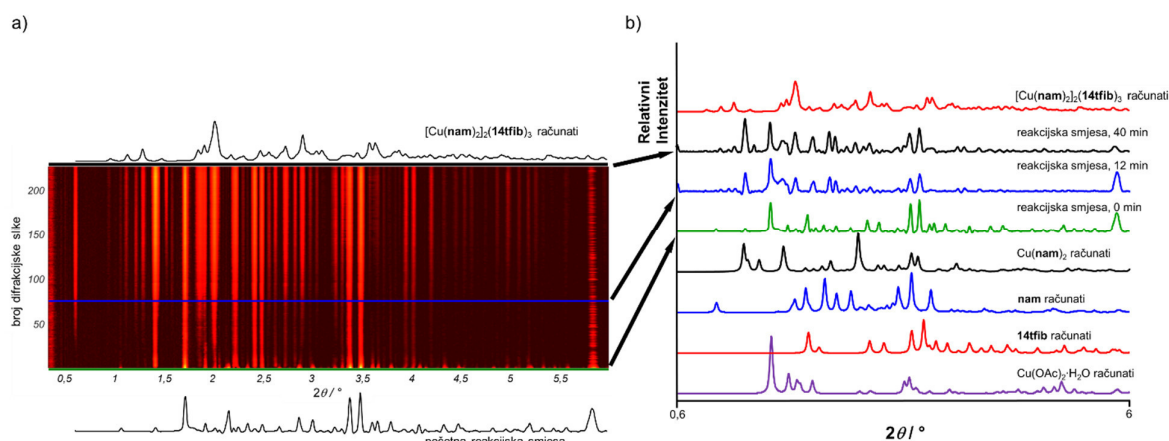 a)
b)
[Cu(nam)₂]₂(14tfib)₃ računati
broj difrakcijske slike
200
150
100
50
0,5 1 1,5 2 2,5 3 3,5 4 4,5 5 5,5
2θ / °
početna reakcijska smjesa
Relativni
Intenzitet
[Cu(nam)₂]₂(14tfib)₃ računati
reakcijska smjesa, 40 min
reakcijska smjesa, 12 min
reakcijska smjesa, 0 min
Cu(nam)₂ računati
nam računati
14tfib računati
Cu(OAc)₂·H₂O računati
0,6 6
2θ / °